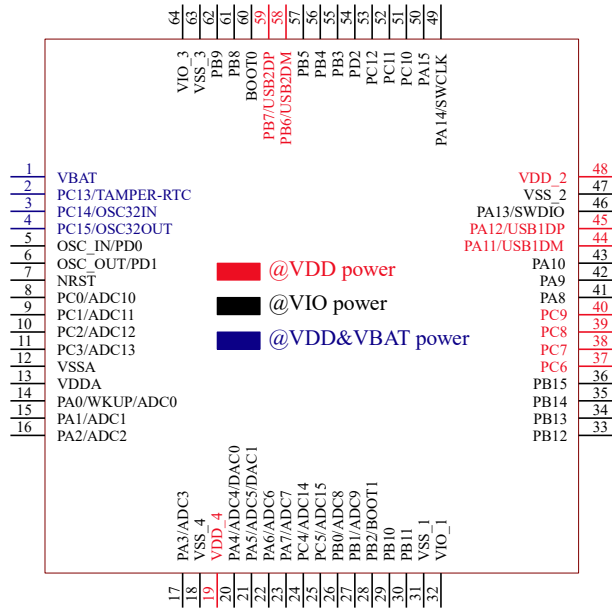 64 63 62 61 60 59 58 57 56 55 54 53 52 51 50 49
VIO_3
VSS_3
PB9
PB8
BOOT0
PB7/USB2DP
PB6/USB2DM
PB5
PB4
PB3
PD2
PC12
PC11
PC10
PA15
PA14/SWCLK
1 VBAT
2 PC13/TAMPER-RTC
3 PC14/OSC32IN
4 PC15/OSC32OUT
5 OSC_IN/PD0
6 OSC_OUT/PD1
7 NRST
8 PC0/ADC10
9 PC1/ADC11
10 PC2/ADC12
11 PC3/ADC13
12 VSSA
13 VDDA
14 PA0/WKUP/ADC0
15 PA1/ADC1
16 PA2/ADC2
@VDD power
@VIO power
@VDD&VBAT power
VDD_2 48
VSS_2 47
PA13/SWDIO 46
PA12/USB1DP 45
PA11/USB1DM 44
PA10 43
PA9 42
PA8 41
PC9 40
PC8 39
PC7 38
PC6 37
PB15 36
PB14 35
PB13 34
PB12 33
PA3/ADC3
VSS_4
VDD_4
PA4/ADC4/DAC0
PA5/ADC5/DAC1
PA6/ADC6
PA7/ADC7
PC4/ADC14
PC5/ADC15
PB0/ADC8
PB1/ADC9
PB2/BOOT1
PB10
PB11
VSS_1
VIO_1
17 18 19 20 21 22 23 24 25 26 27 28 29 30 31 32